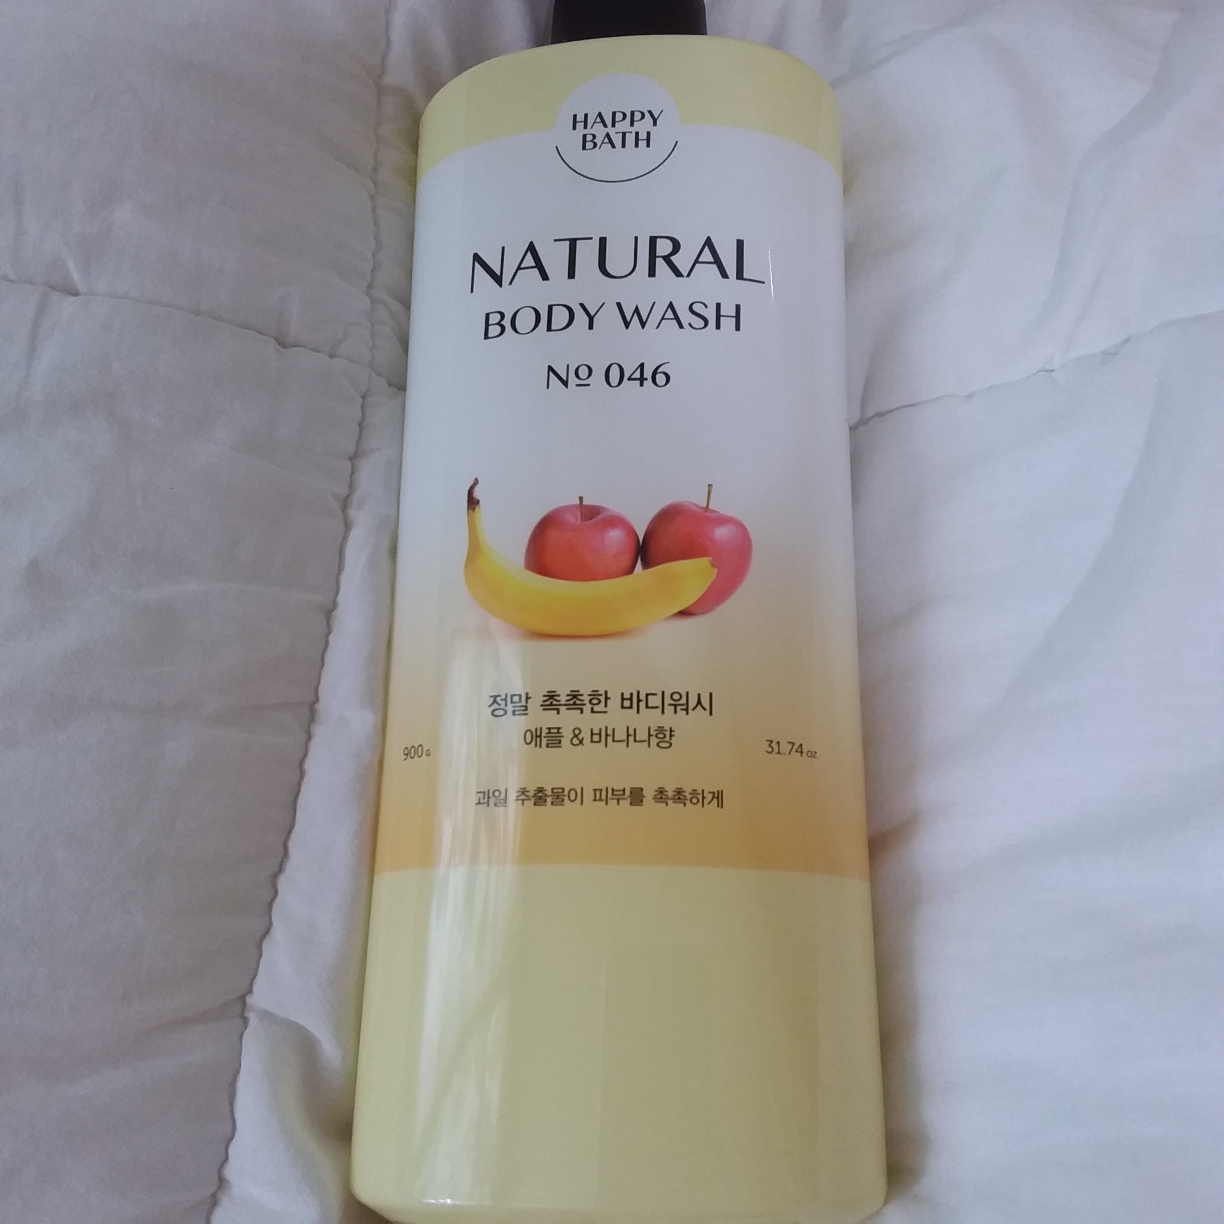 HAPPY
BATH
NATURAL
BODY WASH
Nº 046
정말 촉촉한 바디워시
애플 & 바나나향
900 G
31.74 oz.
과일 추출물이 피부를 촉촉하게